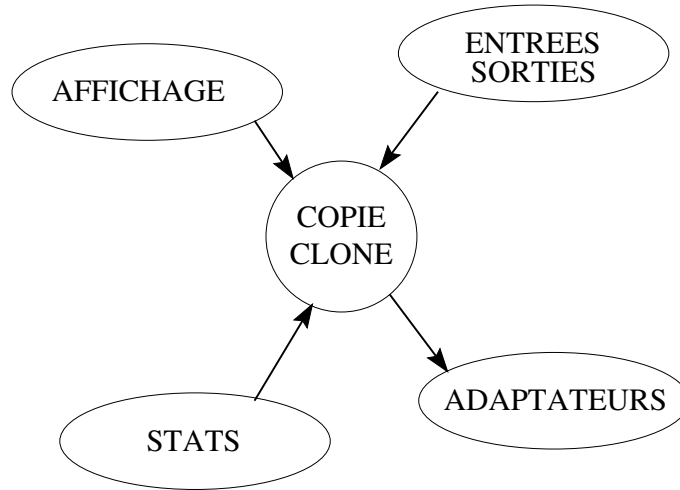 AFFICHAGE
ENTREES
SORTIES
COPIE
CLONE
STATS
ADAPTATEURS